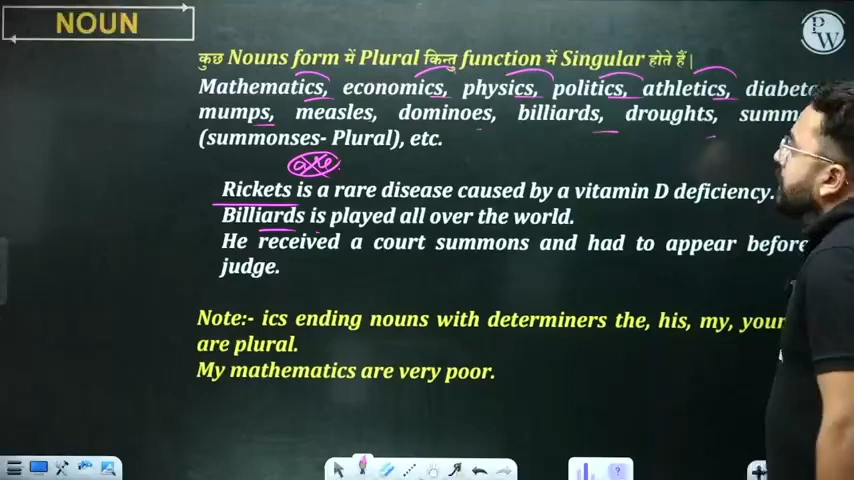 NOUN
PW
कुछ Nouns form में Plural किन्तु function में Singular होते हैं|
Mathematics, economics, physics, politics, athletics,
mumps, measles, dominoes, billiards, droughts,
(summonses- Plural), etc.
are
Rickets is a rare disease caused by a vitamin D deficiency.
Billiards is played all over the world.
He received a court summons and had to appear before
judge.
Note:- ics ending nouns with determiners the, his, my, your
are plural.
My mathematics are very poor.